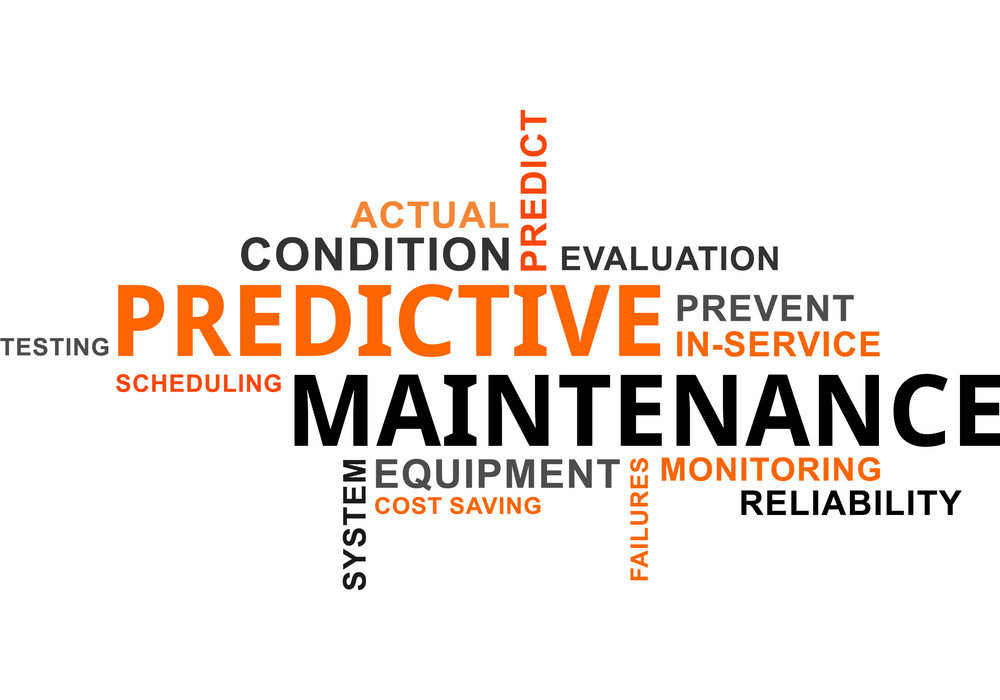 PREDICT
ACTUAL
CONDITION
EVALUATION
PREDICTIVE
PREVENT
IN-SERVICE
TESTING
SCHEDULING
MAINTENANCE
SYSTEM
EQUIPMENT
COST SAVING
FAILURES
MONITORING
RELIABILITY